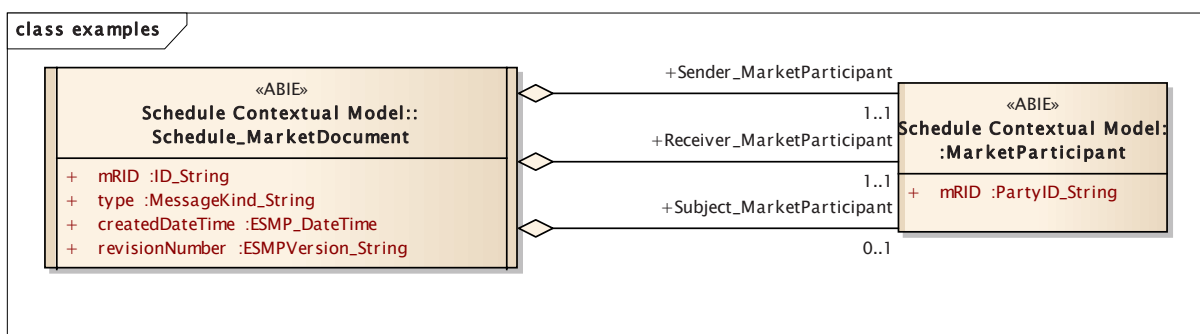 class examples
«ABIE»
Schedule Contextual Model::
Schedule_MarketDocument
+ mRID :ID_String
+ type :MessageKind_String
+ createdDateTime :ESMP_DateTime
+ revisionNumber :ESMPVersion_String
+Sender_MarketParticipant
1..1
+Receiver_MarketParticipant
1..1
+Subject_MarketParticipant
0..1
«ABIE»
Schedule Contextual Model:
:MarketParticipant
+ mRID :PartyID_String